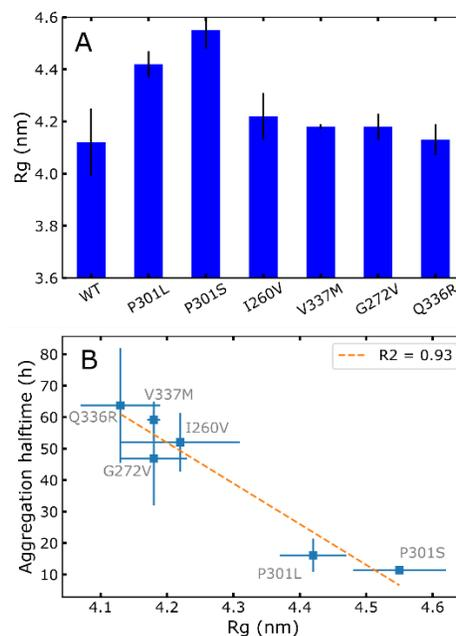 A
4.6
4.4
4.2
4.0
3.8
3.6
Rg (nm)
WT
P301L
P301S
I260V
V337M
G272V
Q336R
B
R2 = 0.93
80
70
60
50
40
30
20
10
Aggregation halftime (h)
V337M
Q336R
I260V
G272V
P301L
P301S
4.1 4.2 4.3 4.4 4.5 4.6
Rg (nm)